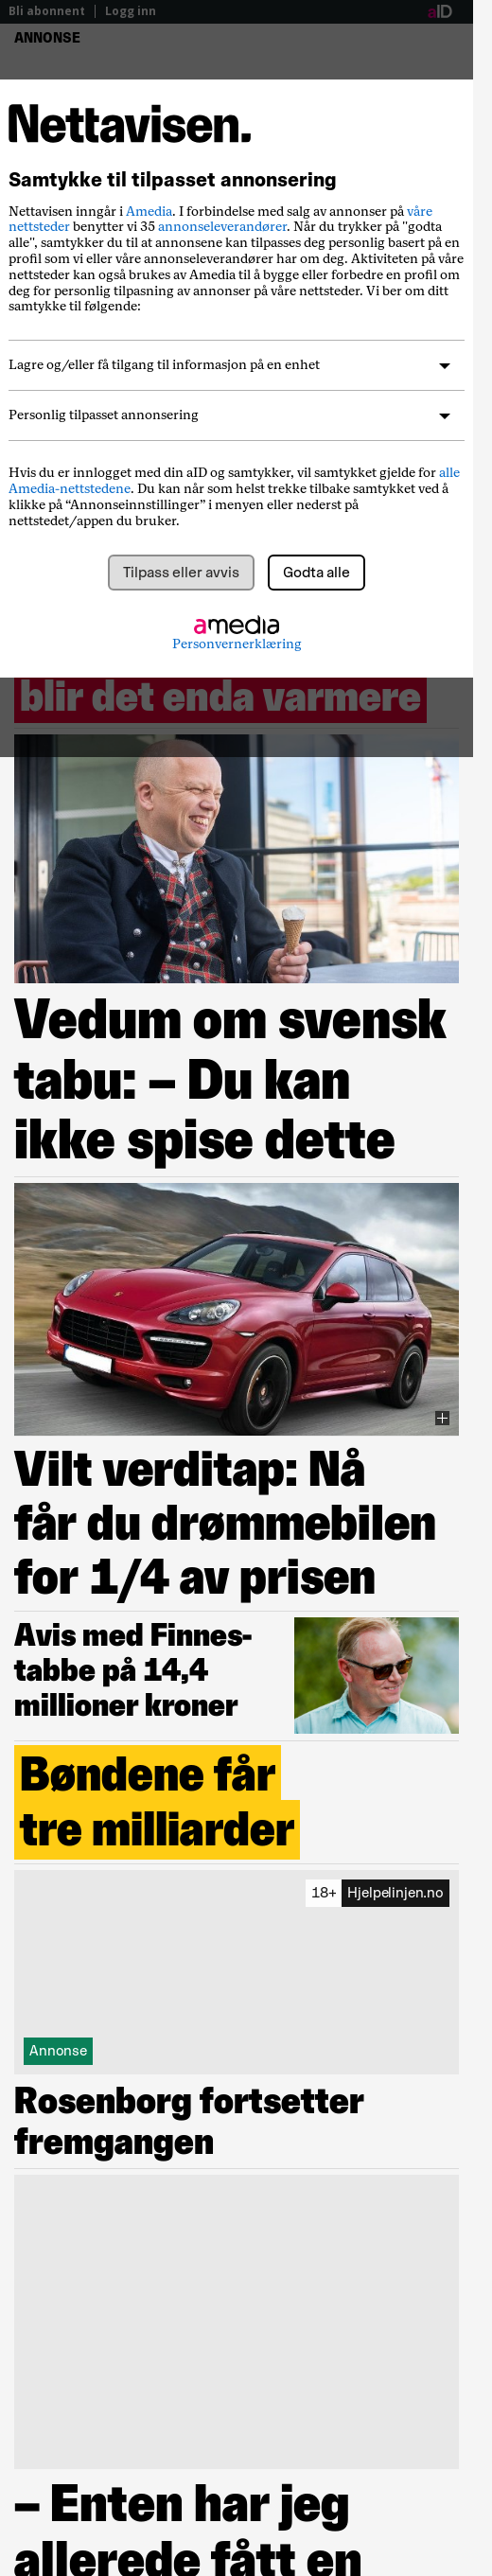 Bli abonnent | Logg inn aID
ANNONSE
Nettavisen.
Samtykke til tilpasset annonsering
Nettavisen inngår i Amedia. I forbindelse med salg av annonser på våre
nettsteder benytter vi 35 annonseleverandører. Når du trykker på "godta
alle", samtykker du til at annonsene kan tilpasses deg personlig basert på en
profil som vi eller våre annonseleverandører har om deg. Aktiviteten på våre
nettsteder kan også brukes av Amedia til å bygge eller forbedre en profil om
deg for personlig tilpasning av annonser på våre nettsteder. Vi ber om ditt
samtykke til følgende:
Lagre og/eller få tilgang til informasjon på en enhet
Personlig tilpasset annonsering
Hvis du er innlogget med din aID og samtykker, vil samtykket gjelde for alle
Amedia-nettstedene. Du kan når som helst trekke tilbake samtykket ved å
klikke på “Annonseinnstillinger” i menyen eller nederst på
nettstedet/appen du bruker.
Tilpass eller avvis
Godta alle
amedia
Personvernerklæring
blir det enda varmere
Vedum om svensk
tabu: – Du kan
ikke spise dette
Vilt verditap: Nå
får du drømmebilen
for 1/4 av prisen
Avis med Finnes-
tabbe på 14,4
millioner kroner
Bøndene får
tre milliarder
18+ Hjelpelinjen.no
Annonse
Rosenborg fortsetter
fremgangen
– Enten har jeg
allerede fått en